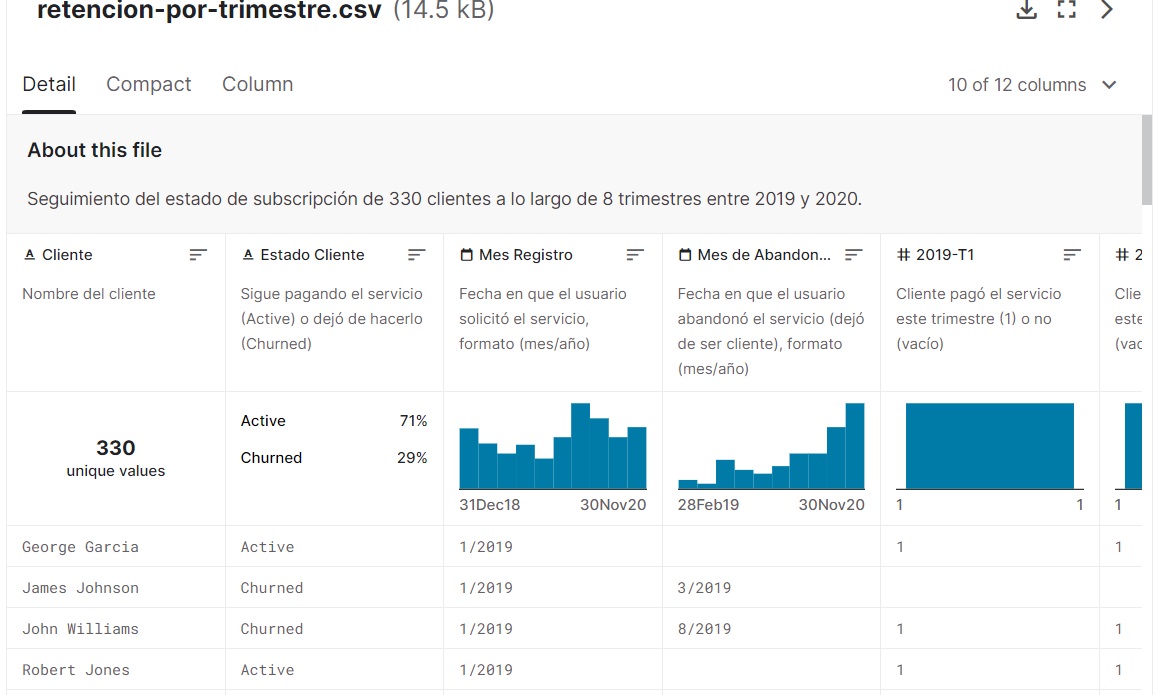 retencion-por-trimestre.csv (14.5 kB)
Detail Compact Column 10 of 12 columns
About this file
Seguimiento del estado de subscripción de 330 clientes a lo largo de 8 trimestres entre 2019 y 2020.
Cliente
Nombre del cliente
Estado Cliente
Sigue pagando el servicio
(Active) o dejó de hacerlo
(Churned)
Mes Registro
Fecha en que el usuario
solicitó el servicio,
formato (mes/año)
Mes de Abandon...
Fecha en que el usuario
abandonó el servicio (dejó
de ser cliente), formato
(mes/año)
# 2019-T1
Cliente pagó el servicio
este trimestre (1) o no
(vacío)
# 2
Clie
este
(vac
330
unique values
Active 71%
Churned 29%
31Dec18 30Nov20
28Feb19 30Nov20
1 1
1
George Garcia Active 1/2019 1 1
James Johnson Churned 1/2019 3/2019
John Williams Churned 1/2019 8/2019 1 1
Robert Jones Active 1/2019 1 1